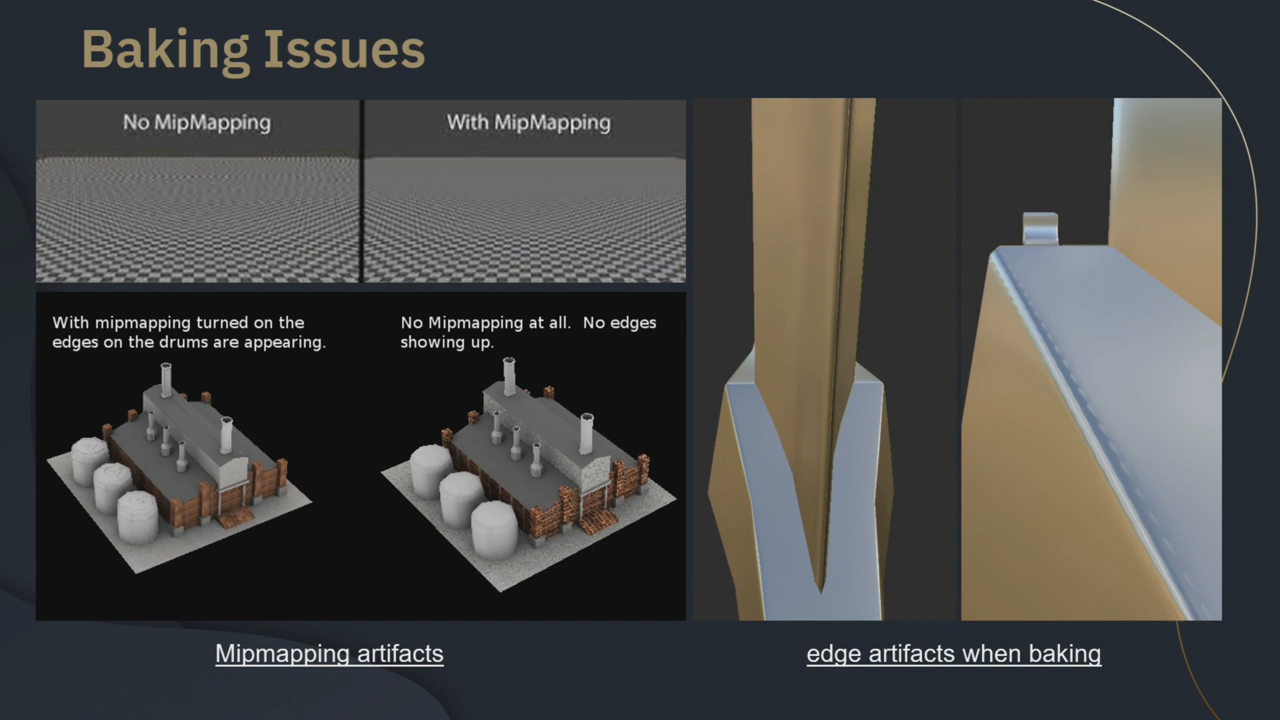 Baking Issues
No MipMapping
With MipMapping
With mipmapping turned on the
edges on the drums are appearing.
No Mipmapping at all.  No edges
showing up.
Mipmapping artifacts
edge artifacts when baking